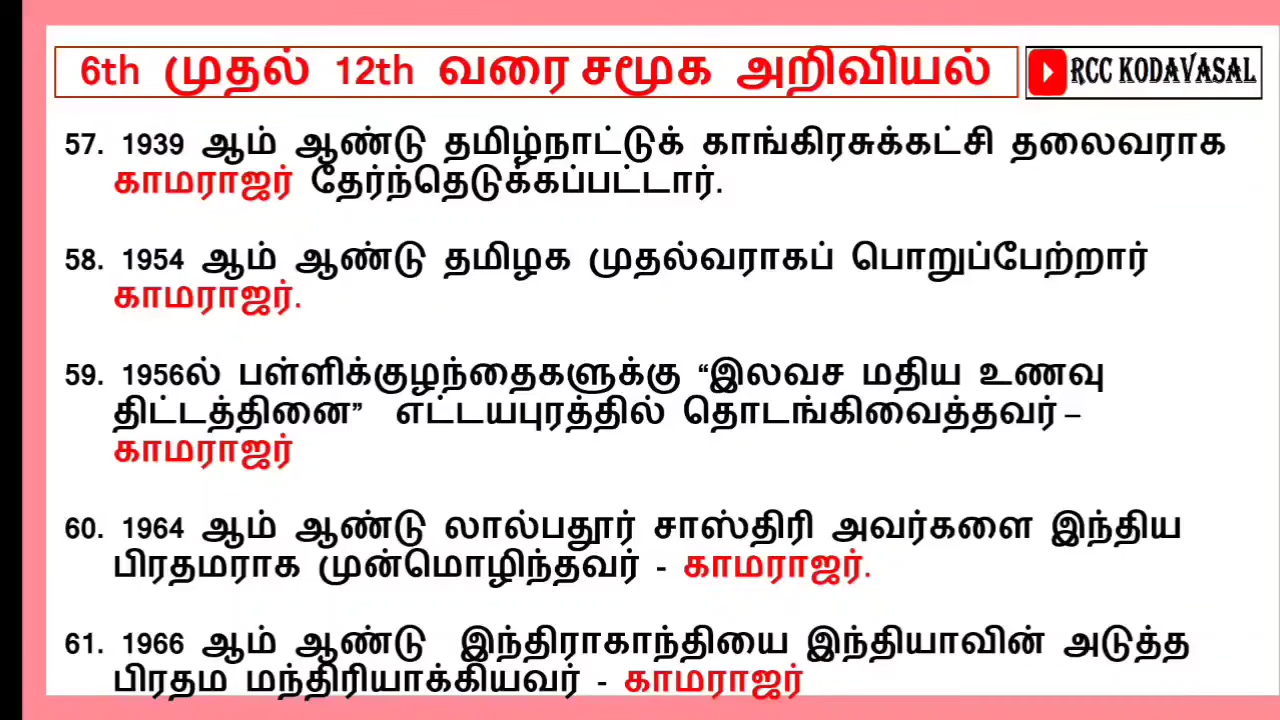 6th முதல் 12th வரை சமூக அறிவியல்
RCC KODAVASAL
57. 1939 ஆம் ஆண்டு தமிழ்நாட்டுக் காங்கிரசுக்கட்சி தலைவராக
காமராஜர் தேர்ந்தெடுக்கப்பட்டார்.
58. 1954 ஆம் ஆண்டு தமிழக முதல்வராகப் பொறுப்பேற்றார்
காமராஜர்.
59. 1956ல் பள்ளிக்குழந்தைகளுக்கு “இலவச மதிய உணவு
திட்டத்தினை” எட்டயபுரத்தில் தொடங்கிவைத்தவர் –
காமராஜர்
60. 1964 ஆம் ஆண்டு லால்பதூர் சாஸ்திரி அவர்களை இந்திய
பிரதமராக முன்மொழிந்தவர் - காமராஜர்.
61. 1966 ஆம் ஆண்டு இந்திராகாந்தியை இந்தியாவின் அடுத்த
பிரதம மந்திரியாக்கியவர் - காமராஜர்